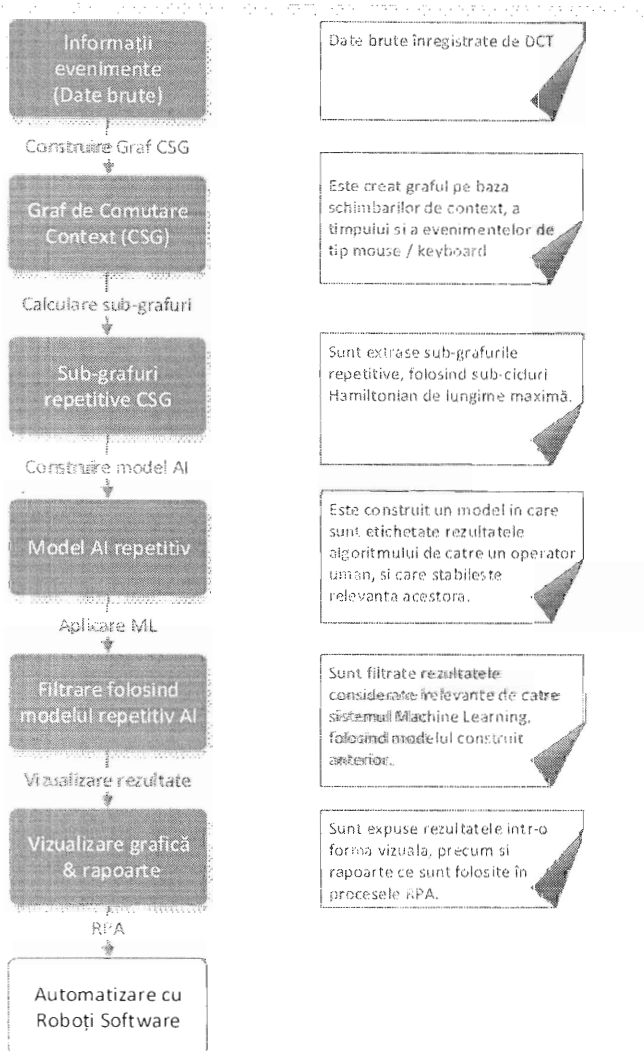 Informații
evenimente
(Date brute)
Date brute înregistrate de DCT
Construire Graf CSG
Graf de Comutare
Context (CSG)
Este creat graful pe baza
schimbarilor de context, a
timpului si a evenimentelor de
tip mouse / keyboard
Calculare sub-grafuri
Sub-grafuri
repetitive CSG
Sunt extrase sub-grafurile
repetitive, folosind sub-cicluri
Hamiltonian de lungime maximă.
Construire model AI
Model AI repetitiv
Este construit un model in care
sunt etichetate rezultatele
algoritmului de catre un operator
uman, si care stabileste
relevanta acestora.
Aplicare ML
Filtrare folosind
modelul repetitiv AI
Sunt filtrate rezultatele
considerate irelevante de catre
sistemul Machine Learning,
folosind modelul construit
anterior.
Vizualizare rezultate
Vizualizare grafică
& rapoarte
Sunt expuse rezultatele intr-o
forma vizuala, precum si
rapoarte ce sunt folosite în
procesele RPA.
RPA
Automatizare cu
Roboți Software